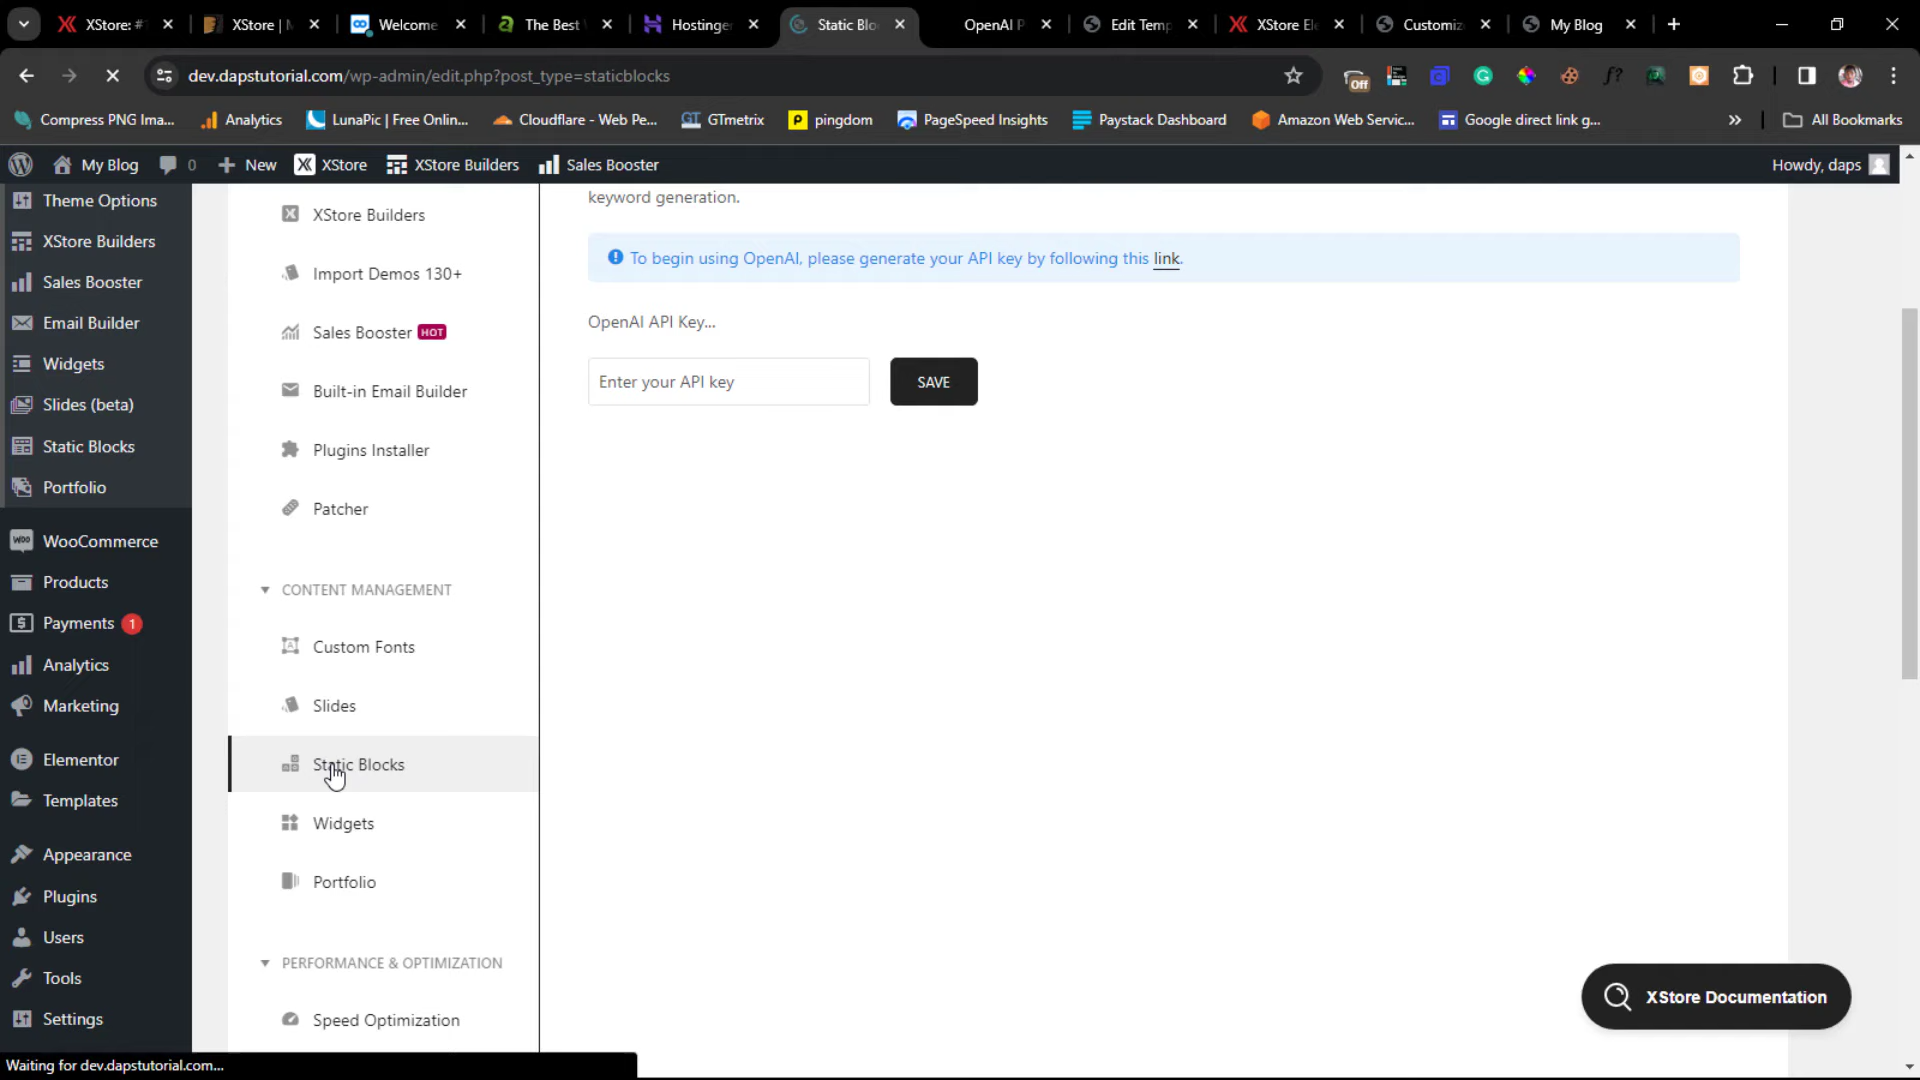 XStore: #
XStore | M
Welcome
The Best
Hostinger
Static Blo
OpenAI P
Edit Temp
XStore El
Customiz
My Blog
dev.dapstutorial.com/wp-admin/edit.php?post_type=staticblocks
Off
Compress PNG Ima...
Analytics
LunaPic | Free Onlin...
Cloudflare - Web Pe...
GTmetrix
pingdom
PageSpeed Insights
Paystack Dashboard
Amazon Web Servic...
Google direct link g...
All Bookmarks
My Blog
0
New
XStore
XStore Builders
Sales Booster
Howdy, daps
Theme Options
XStore Builders
Sales Booster
Email Builder
Widgets
Slides (beta)
Static Blocks
Portfolio
WooCommerce
Products
Payments 1
Analytics
Marketing
Elementor
Templates
Appearance
Plugins
Users
Tools
Settings
XStore Builders
Import Demos 130+
Sales Booster HOT
Built-in Email Builder
Plugins Installer
Patcher
CONTENT MANAGEMENT
Custom Fonts
Slides
Static Blocks
Widgets
Portfolio
PERFORMANCE & OPTIMIZATION
Speed Optimization
keyword generation.
To begin using OpenAI, please generate your API key by following this link.
OpenAI API Key...
Enter your API key
SAVE
XStore Documentation
Waiting for dev.dapstutorial.com...